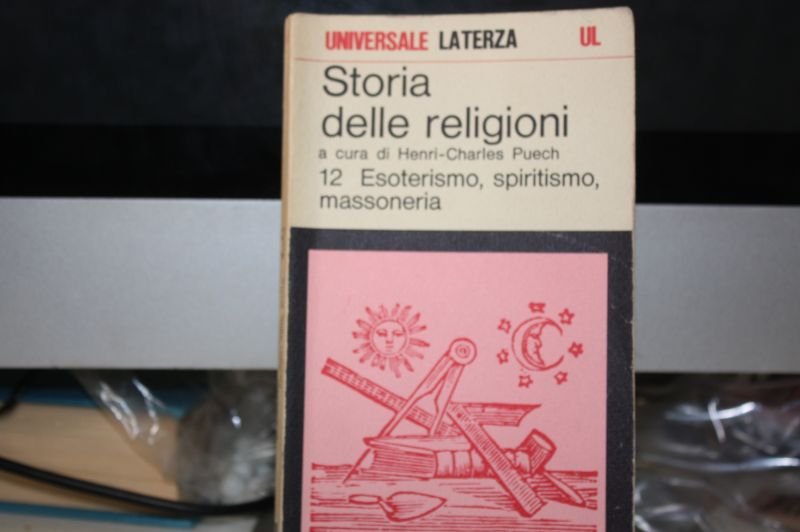 UNIVERSALE LATERZA UL
Storia
delle religioni
a cura di Henri-Charles Puech
12 Esoterismo, spiritismo,
massoneria